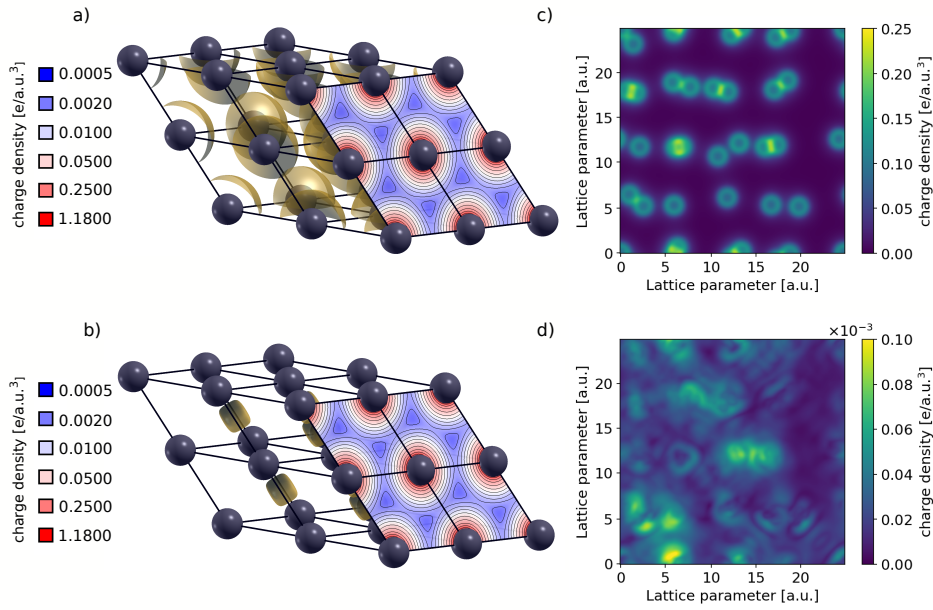 a)
charge density [e/a.u.³]
0.0005
0.0020
0.0100
0.0500
0.2500
1.1800
c)
Lattice parameter [a.u.]
20
15
10
5
0
0 5 10 15 20
Lattice parameter [a.u.]
0.25
0.20
0.15
0.10
0.05
0.00
charge density [e/a.u.³]
b)
charge density [e/a.u.³]
0.0005
0.0020
0.0100
0.0500
0.2500
1.1800
d)
×10⁻³
Lattice parameter [a.u.]
20
15
10
5
0
0 5 10 15 20
Lattice parameter [a.u.]
0.10
0.08
0.06
0.04
0.02
0.00
charge density [e/a.u.³]